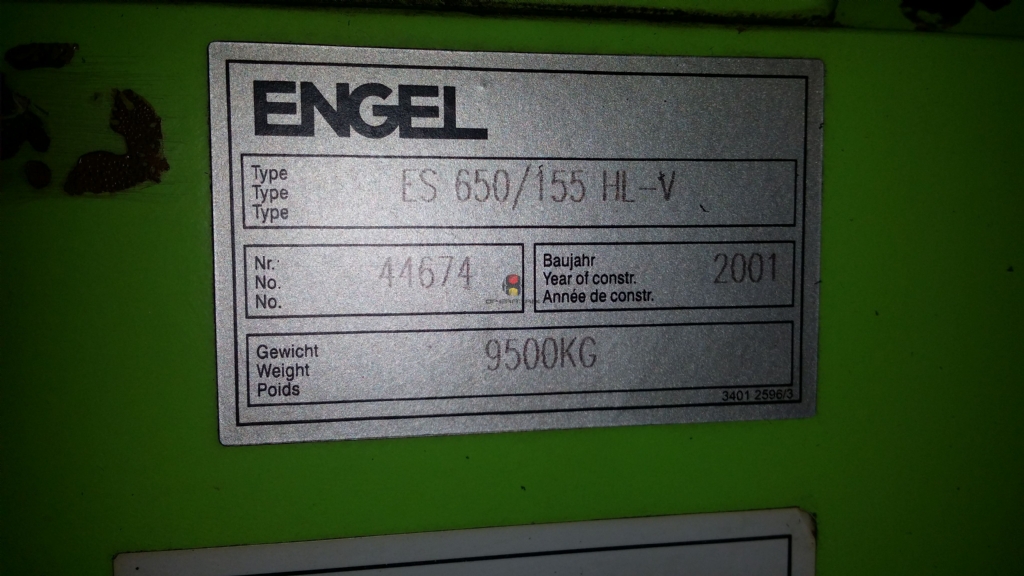 ENGEL
Type
Type
Type
ES 650/155 HL-V
Nr.:
No.
No.
44674
Baujahr
Year of constr.
Année de constr.
2001
Gewicht
Weight
Poids
9500KG
3401 2596/3